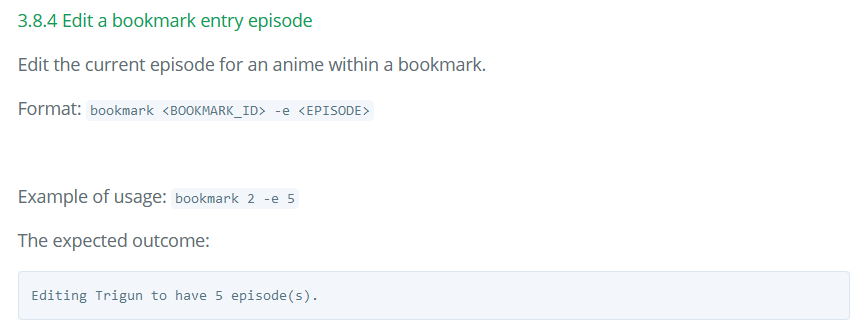 3.8.4 Edit a bookmark entry episode
Edit the current episode for an anime within a bookmark.
Format: bookmark <BOOKMARK_ID> -e <EPISODE>
Example of usage: bookmark 2 -e 5
The expected outcome:
Editing Trigun to have 5 episode(s).